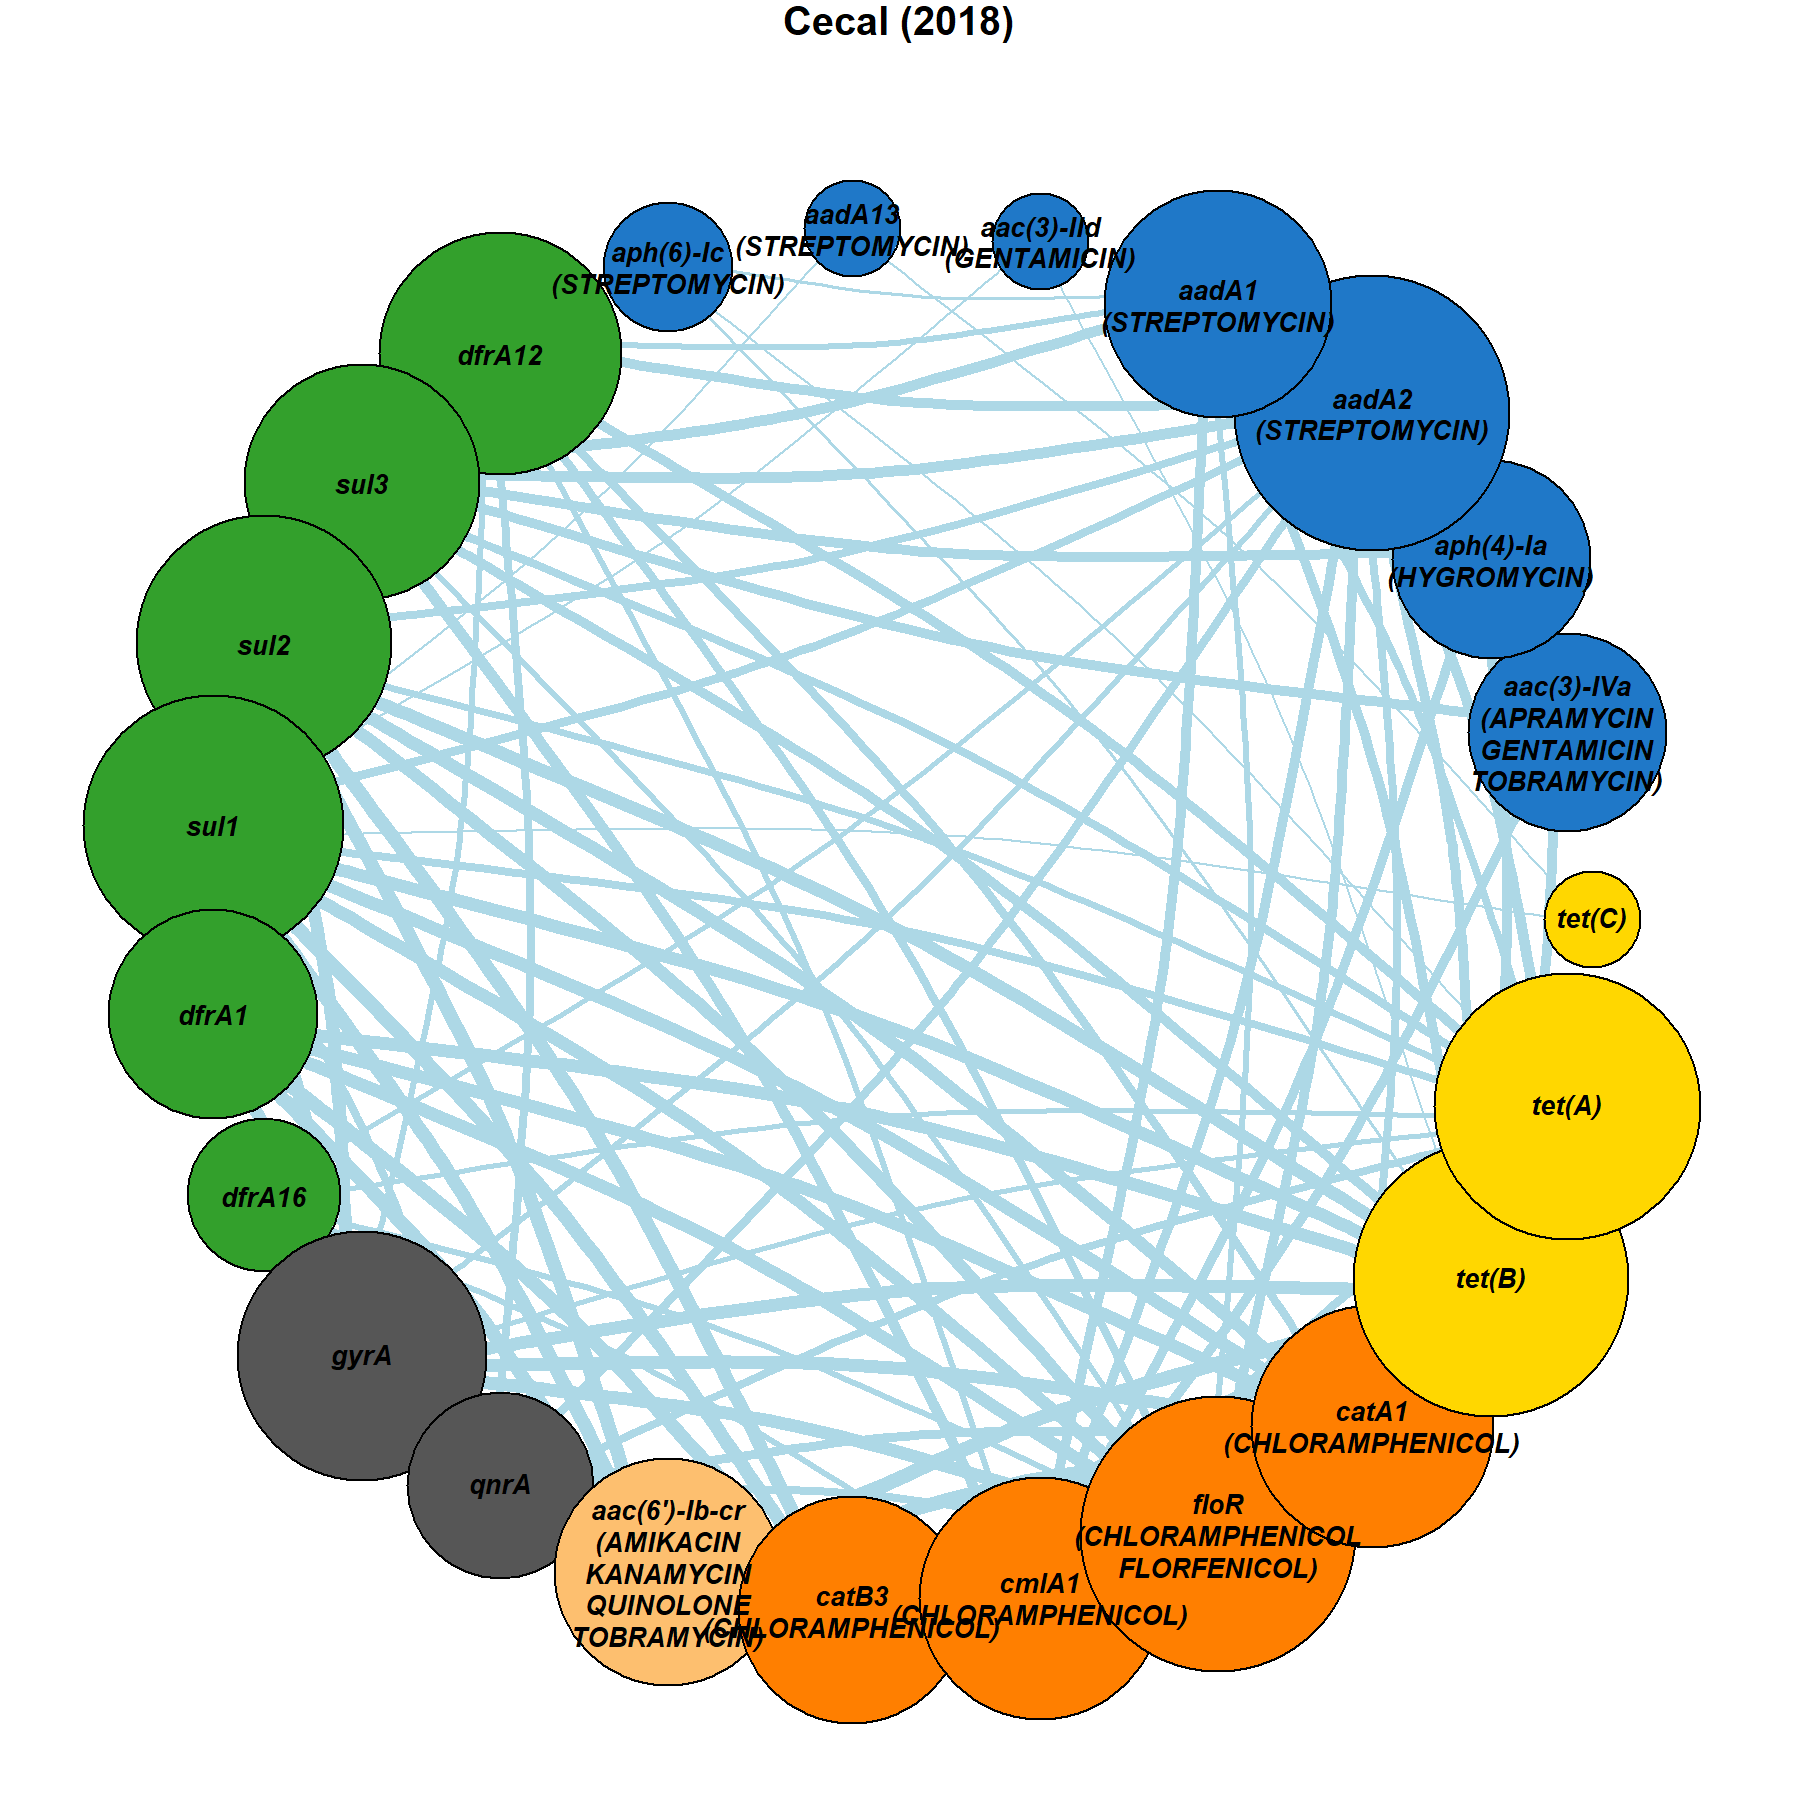 Cecal (2018)
aadA13
(STREPTOMYCIN)
aac(3)-IId
(GENTAMICIN)
aph(6)-Ic
(STREPTOMYCIN)
aadA1
(STREPTOMYCIN)
dfrA12
aadA2
(STREPTOMYCIN)
sul3
aph(4)-Ia
(HYGROMYCIN)
sul2
aac(3)-IVa
(APRAMYCIN
GENTAMICIN
TOBRAMYCIN)
sul1
tet(C)
dfrA1
tet(A)
dfrA16
tet(B)
gyrA
catA1
(CHLORAMPHENICOL)
qnrA
floR
(CHLORAMPHENICOL
FLORFENICOL)
aac(6')-Ib-cr
(AMIKACIN
KANAMYCIN
QUINOLONE
TOBRAMYCIN)
catB3
(CHLORAMPHENICOL)
cmlA1
(CHLORAMPHENICOL)